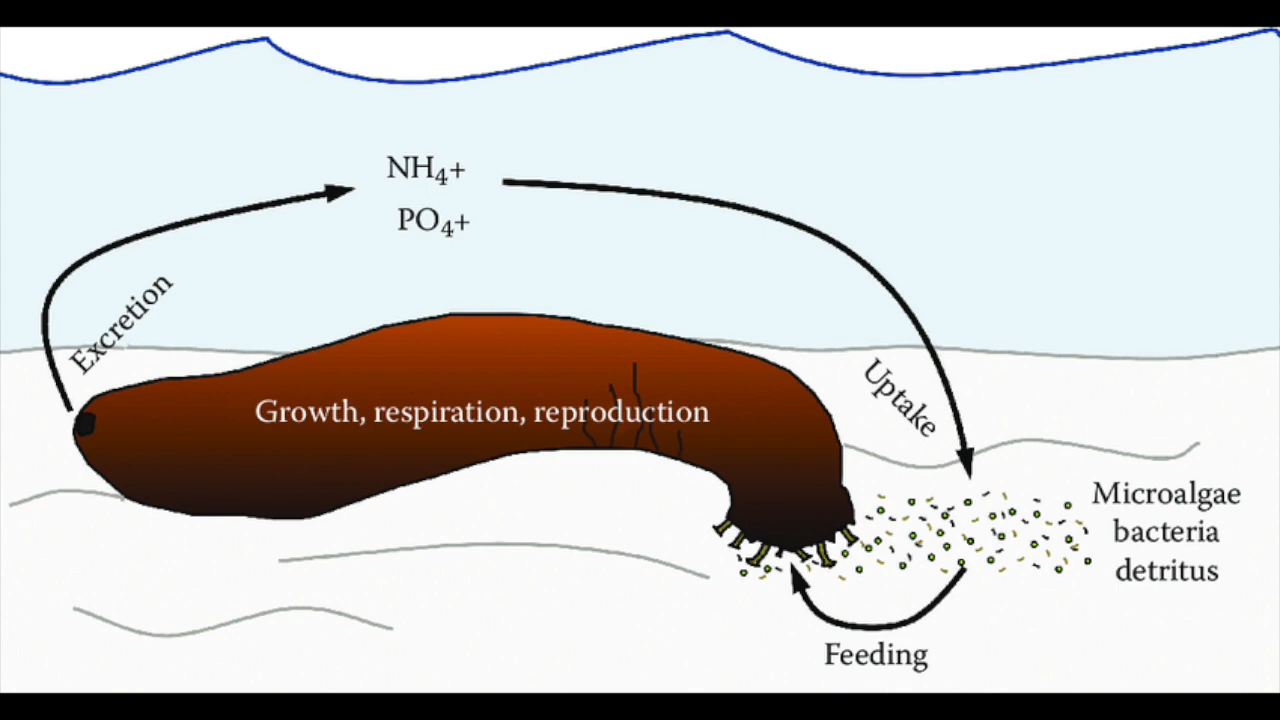 NH₄+
PO₄+
Excretion
Growth, respiration, reproduction
Uptake
Microalgae
bacteria
detritus
Feeding